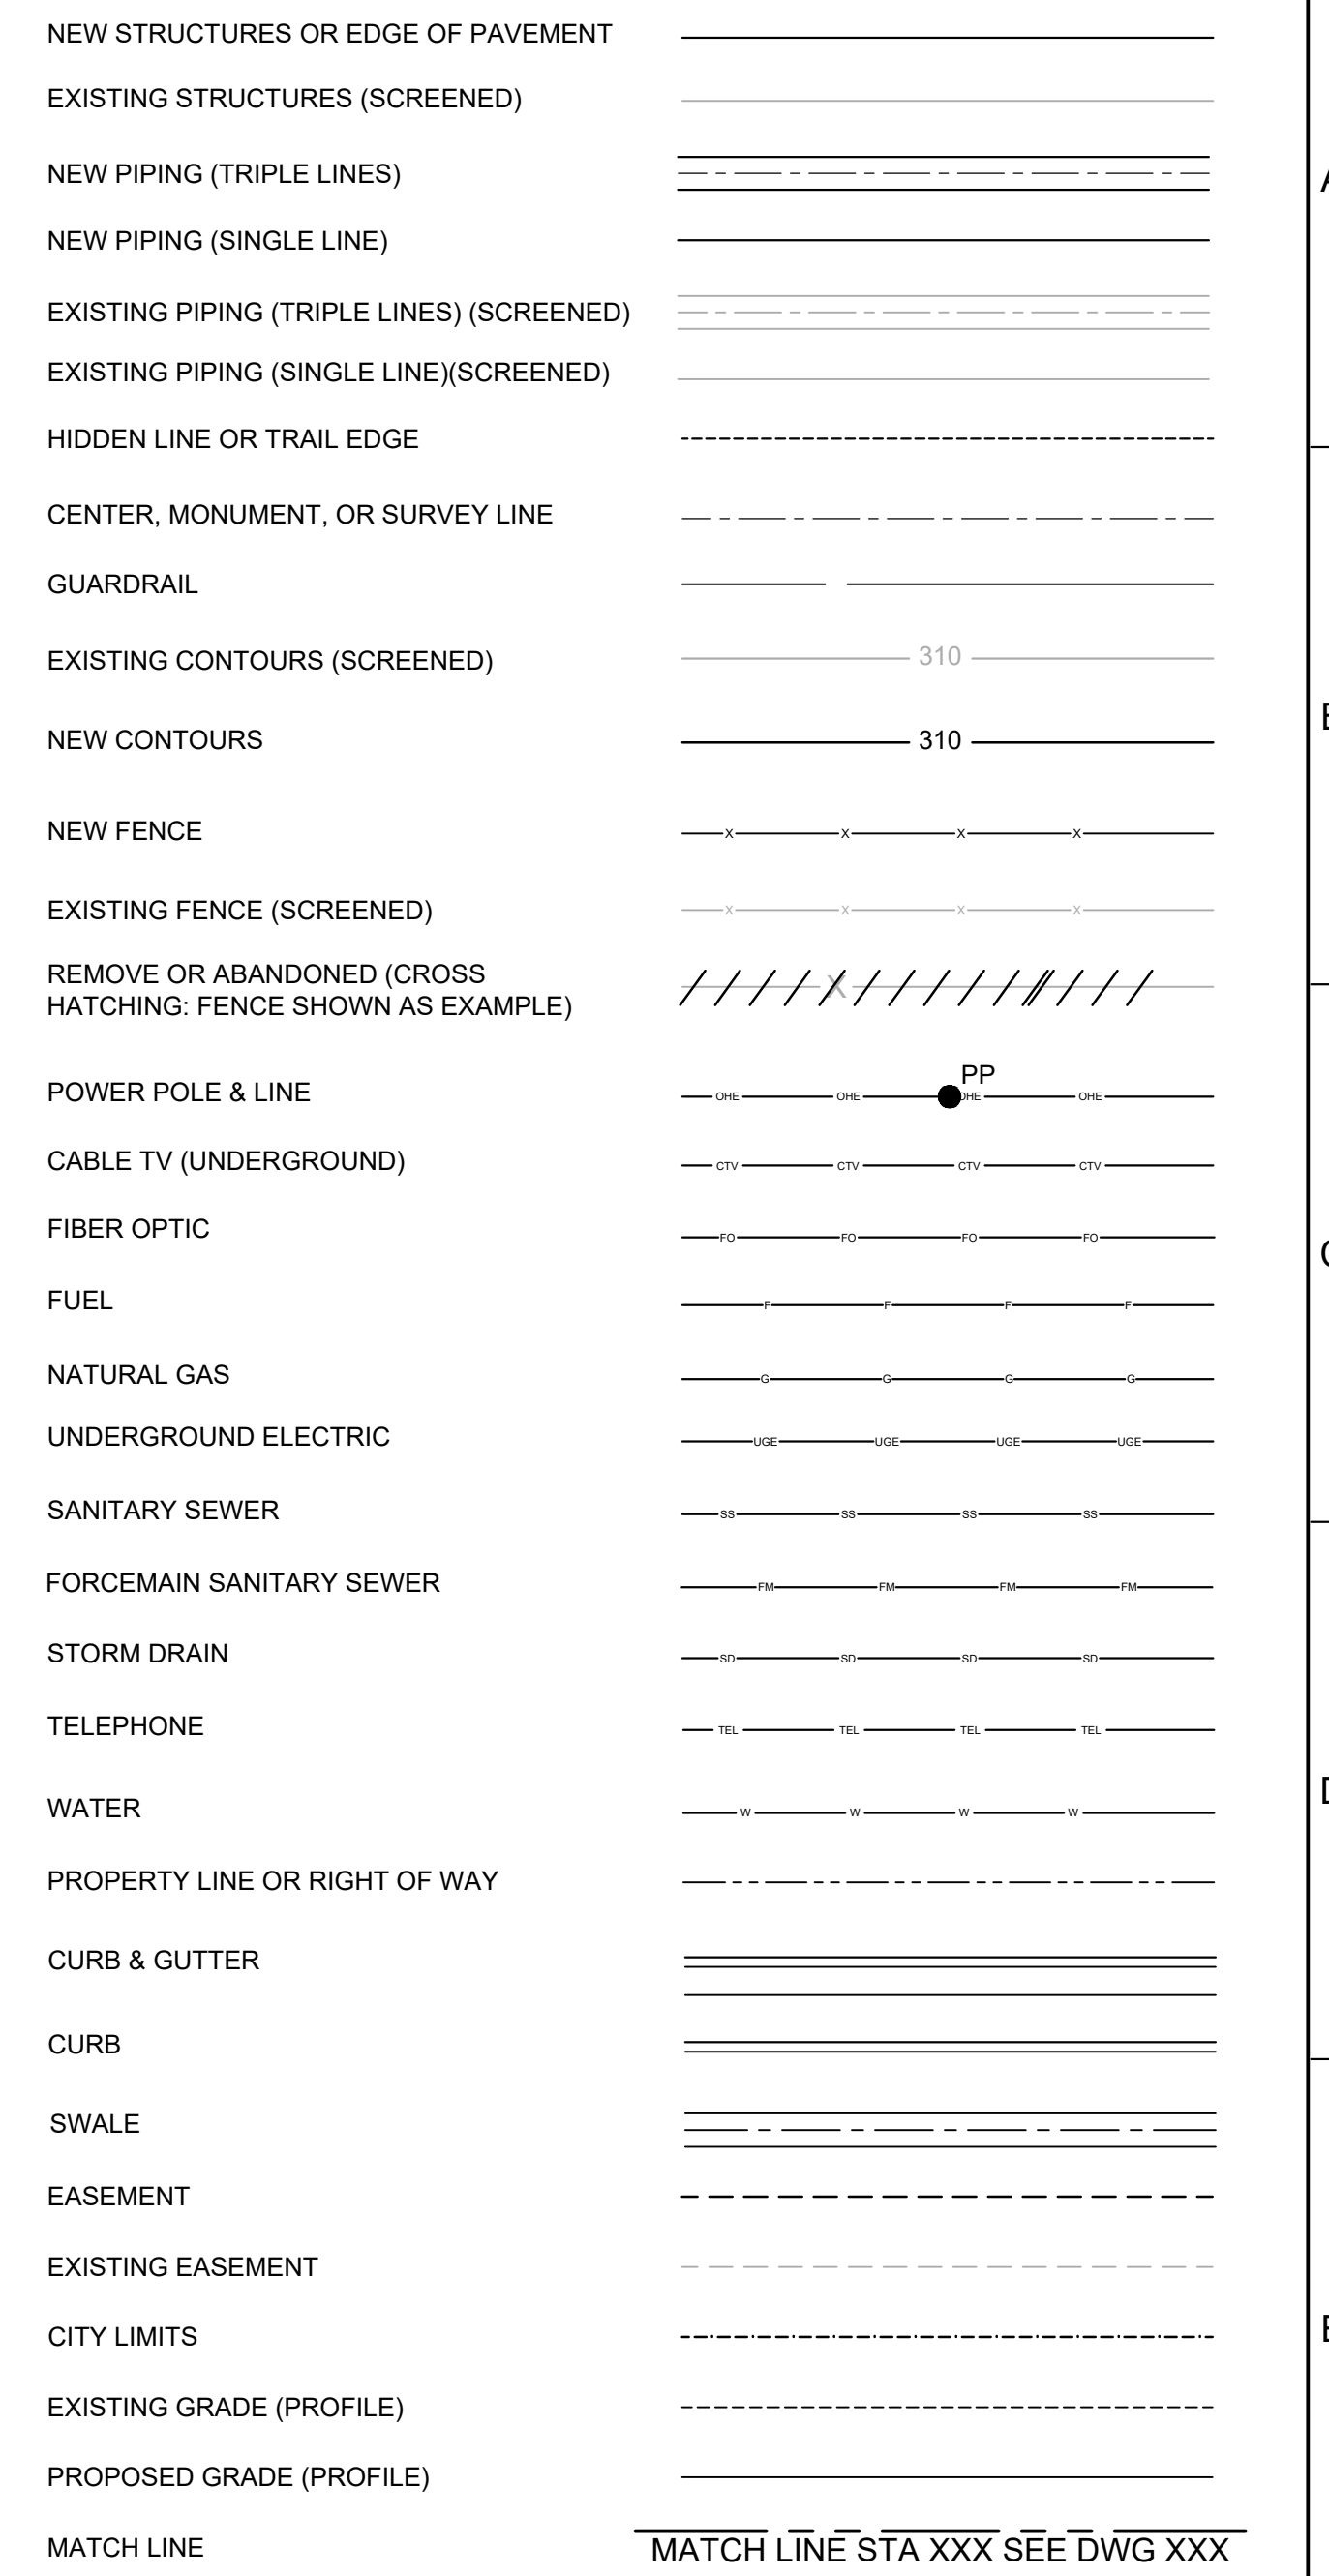 NEW STRUCTURES OR EDGE OF PAVEMENT
EXISTING STRUCTURES (SCREENED)
NEW PIPING (TRIPLE LINES)
NEW PIPING (SINGLE LINE)
EXISTING PIPING (TRIPLE LINES) (SCREENED)
EXISTING PIPING (SINGLE LINE)(SCREENED)
HIDDEN LINE OR TRAIL EDGE
CENTER, MONUMENT, OR SURVEY LINE
GUARDRAIL
EXISTING CONTOURS (SCREENED) 310
NEW CONTOURS 310
NEW FENCE X X X X
EXISTING FENCE (SCREENED) X X X X
REMOVE OR ABANDONED (CROSS
HATCHING: FENCE SHOWN AS EXAMPLE) X
PP
POWER POLE & LINE OHE OHE OHE OHE
CABLE TV (UNDERGROUND) CTV CTV CTV CTV
FIBER OPTIC FO FO FO FO
FUEL F F F F
NATURAL GAS G G G G
UNDERGROUND ELECTRIC UGE UGE UGE UGE
SANITARY SEWER SS SS SS SS
FORCEMAIN SANITARY SEWER FM FM FM FM
STORM DRAIN SD SD SD SD
TELEPHONE TEL TEL TEL TEL
WATER W W W W
PROPERTY LINE OR RIGHT OF WAY
CURB & GUTTER
CURB
SWALE
EASEMENT
EXISTING EASEMENT
CITY LIMITS
EXISTING GRADE (PROFILE)
PROPOSED GRADE (PROFILE)
MATCH LINE MATCH LINE STA XXX SEE DWG XXX